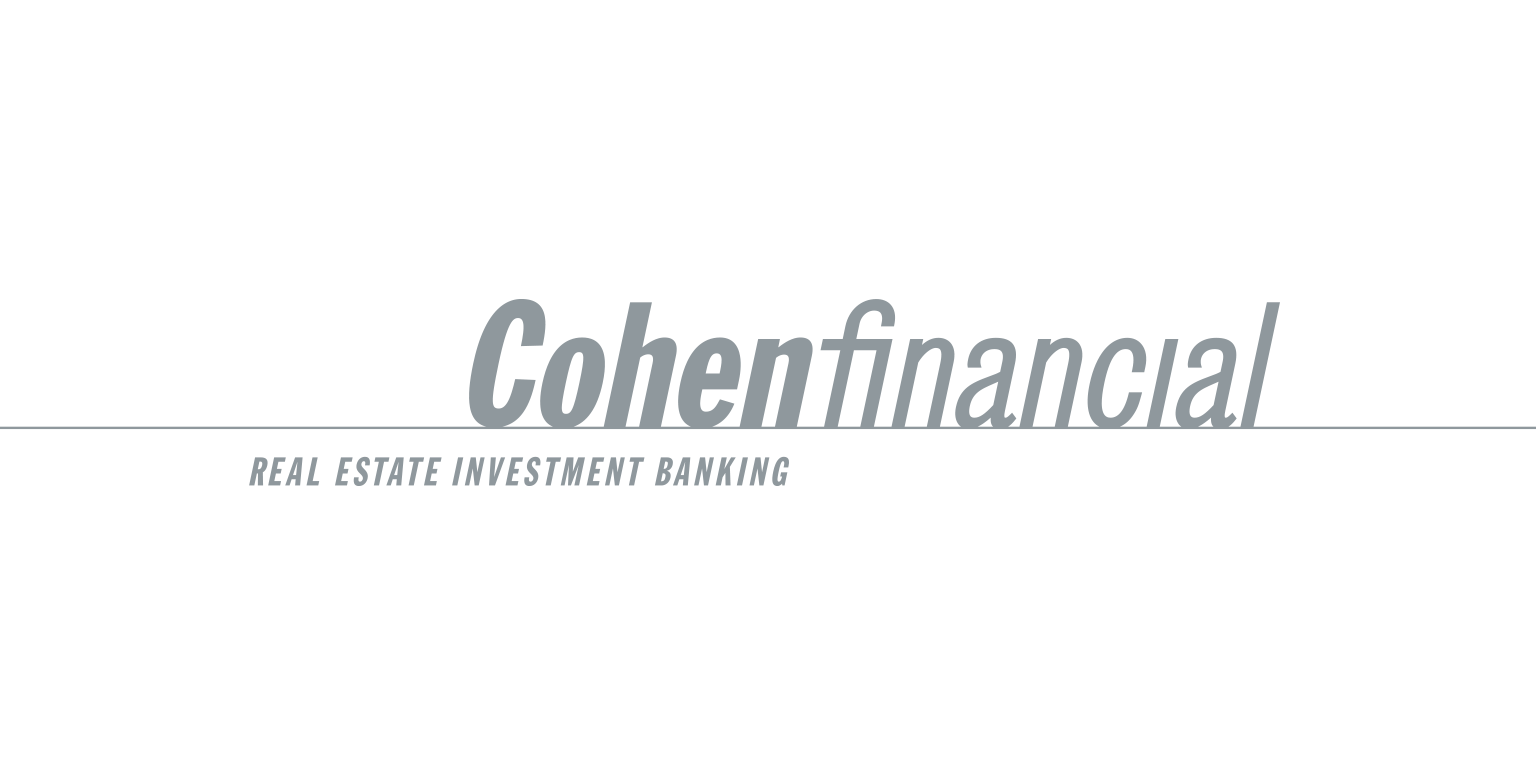 Cohenfinancial
REAL ESTATE INVESTMENT BANKING